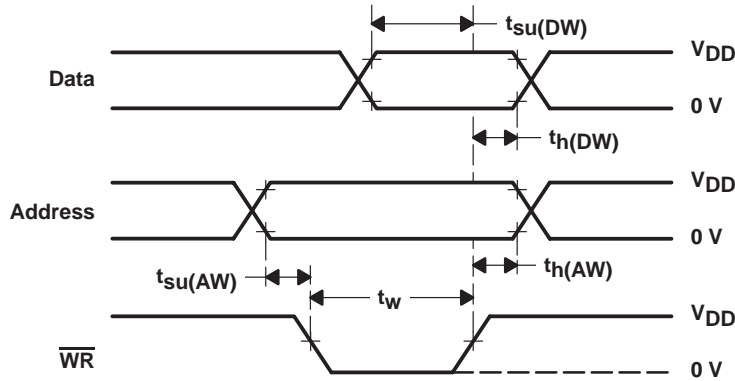 tsu(DW)
VDD
Data
0 V
th(DW)
VDD
Address
0 V
tsu(AW)
th(AW)
tw
VDD
WR
0 V